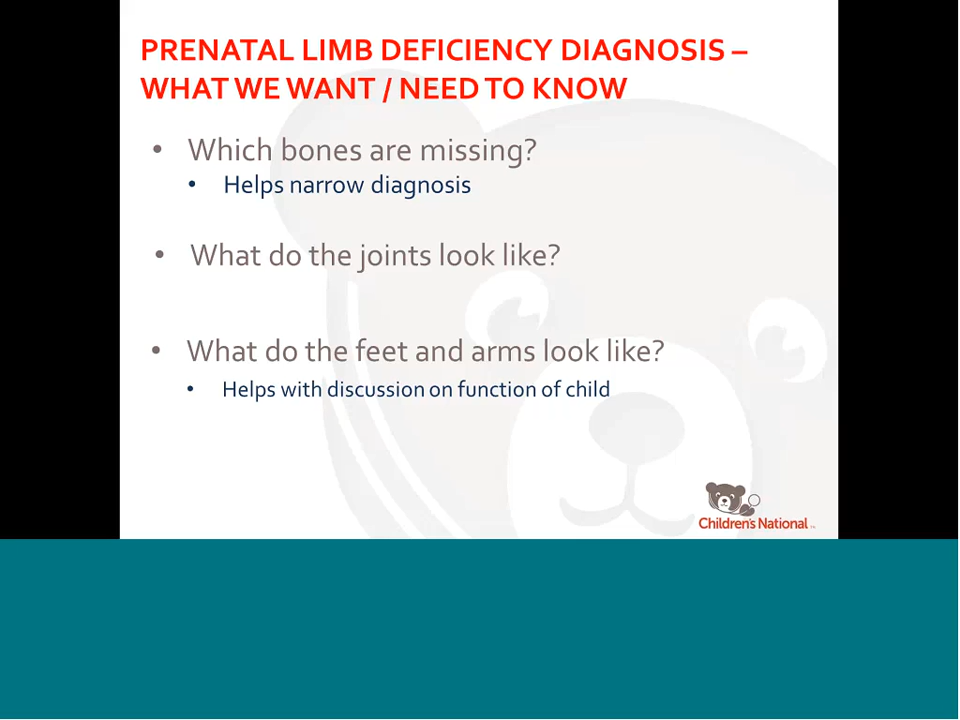 PRENATAL LIMB DEFICIENCY DIAGNOSIS –
WHAT WE WANT / NEED TO KNOW
• Which bones are missing?
• Helps narrow diagnosis
• What do the joints look like?
• What do the feet and arms look like?
• Helps with discussion on function of child
Children's National